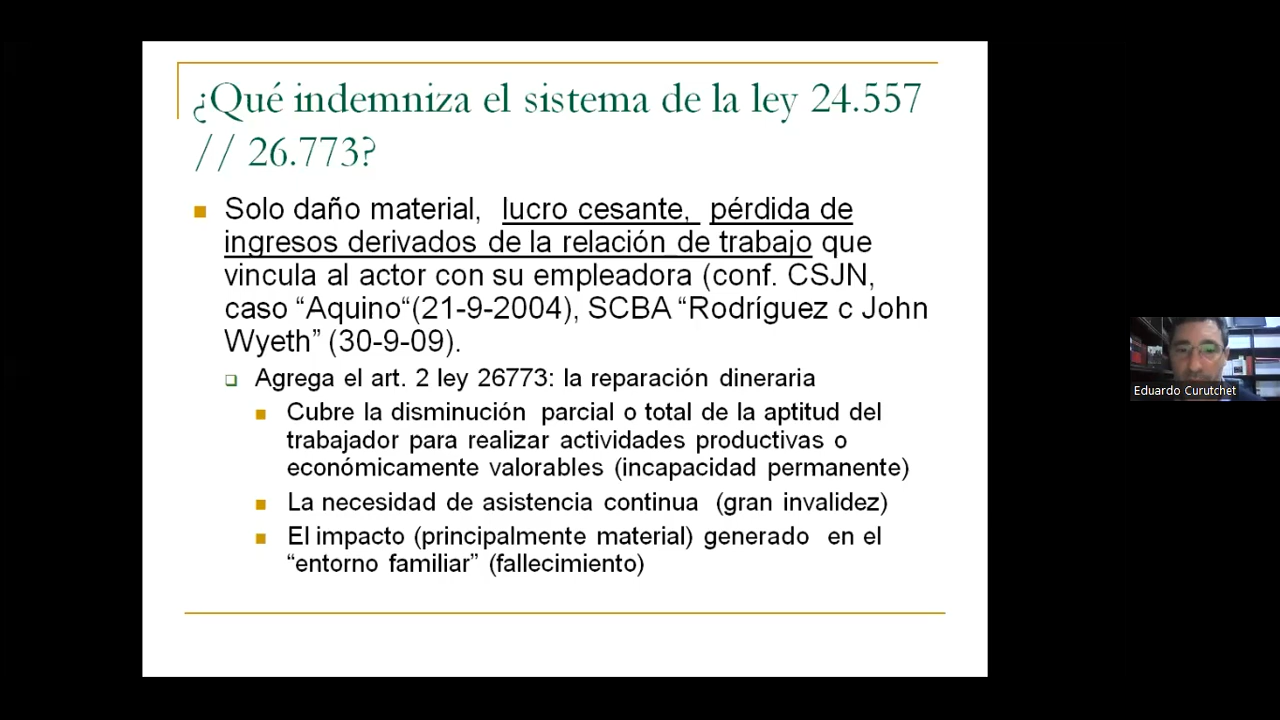 ¿Qué indemniza el sistema de la ley 24.557
// 26.773?
Solo daño material, lucro cesante, pérdida de
ingresos derivados de la relación de trabajo que
vincula al actor con su empleadora (conf. CSJN,
caso “Aquino“(21-9-2004), SCBA “Rodríguez c John
Wyeth” (30-9-09).
Agrega el art. 2 ley 26773: la reparación dineraria
Cubre la disminución parcial o total de la aptitud del
trabajador para realizar actividades productivas o
económicamente valorables (incapacidad permanente)
La necesidad de asistencia continua (gran invalidez)
El impacto (principalmente material) generado en el
“entorno familiar” (fallecimiento)
Eduardo Curutchet